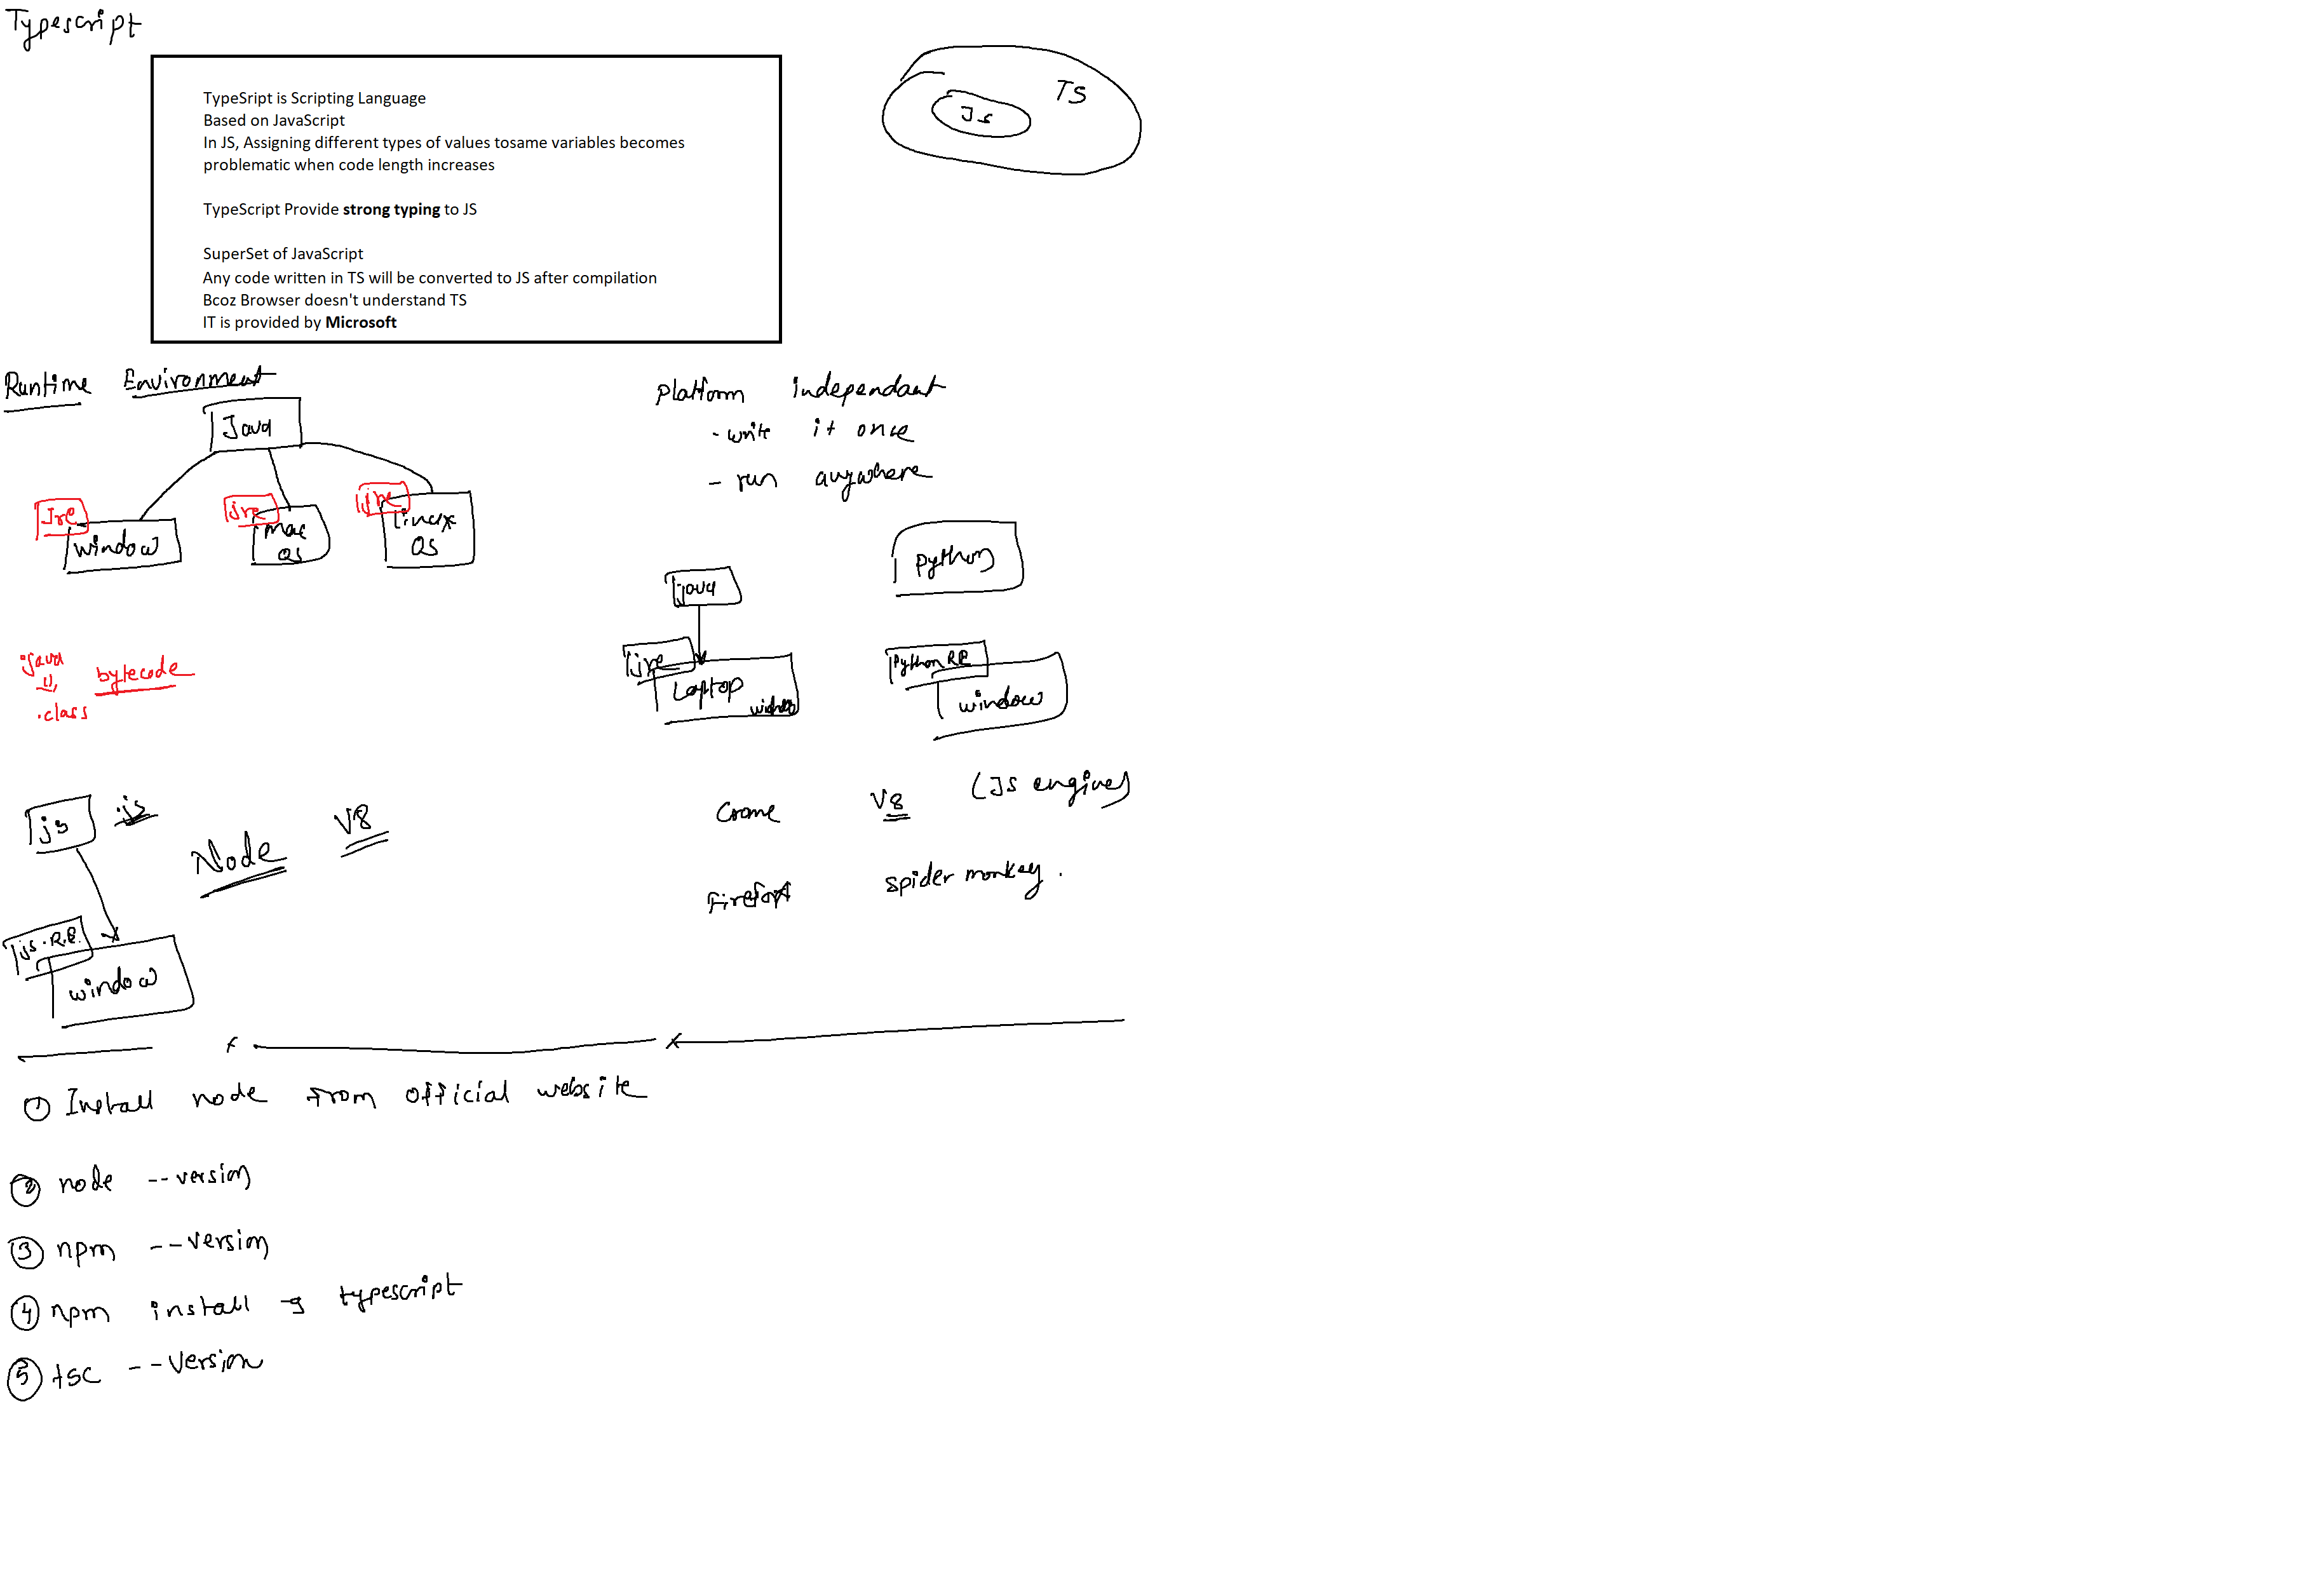 Typescript
TypeSript is Scripting Language
Based on JavaScript
In JS, Assigning different types of values tosame variables becomes
problematic when code length increases
TypeScript Provide strong typing to JS
SuperSet of JavaScript
Any code written in TS will be converted to JS after compilation
Bcoz Browser doesn't understand TS
IT is provided by Microsoft
TS
Js
Runtime Environment
Java
Jre
window
jre
mac
OS
jre
Linux
OS
Platform independant
- write it once
- run anywhere
java
jre
Laptop
window
python
Python R.E
window
java
bytecode
.class
js
.js
Node
V8
js. R.E.
window
Crome V8 (JS engine)
Firefox spider monkey.
① Install node from official website
② node --version
③ npm --version
④ npm install -g typescript
⑤ tsc --version